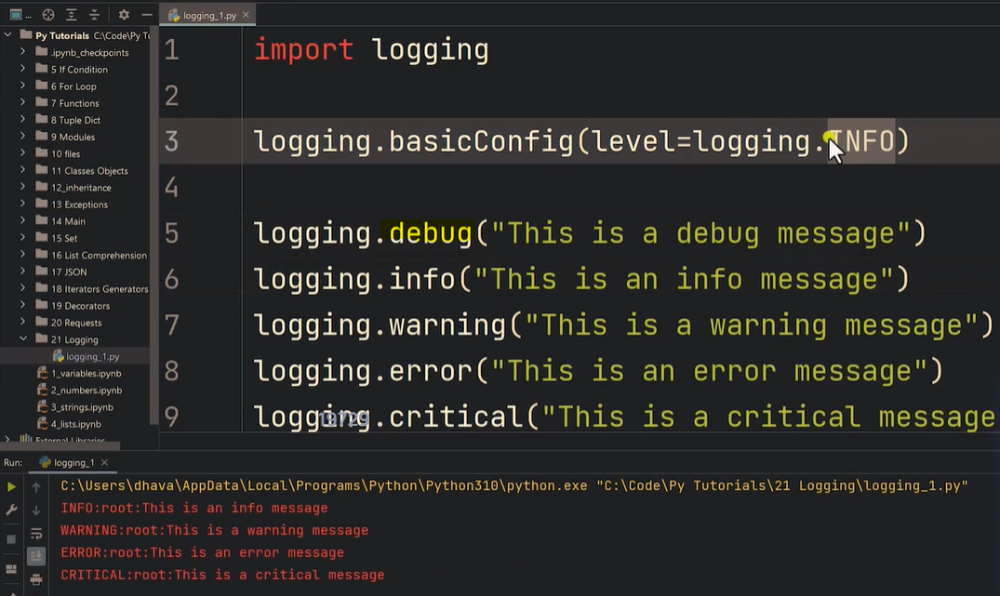 logging_1.py
Py Tutorials C:\Code\Py Tu
.ipynb_checkpoints
5 If Condition
6 For Loop
7 Functions
8 Tuple Dict
9 Modules
10 files
11 Classes Objects
12_inheritance
13 Exceptions
14 Main
15 Set
16 List Comprehension
17 JSON
18 Iterators Generators
19 Decorators
20 Requests
21 Logging
logging_1.py
1_variables.ipynb
2_numbers.ipynb
3_strings.ipynb
4_lists.ipynb
External Libraries
1 import logging
2
3 logging.basicConfig(level=logging.INFO)
4
5 logging.debug("This is a debug message")
6 logging.info("This is an info message")
7 logging.warning("This is a warning message")
8 logging.error("This is an error message")
9 logging.critical("This is a critical message
19729
Run: logging_1
C:\Users\dhava\AppData\Local\Programs\Python\Python310\python.exe "C:\Code\Py Tutorials\21 Logging\logging_1.py"
INFO:root:This is an info message
WARNING:root:This is a warning message
ERROR:root:This is an error message
CRITICAL:root:This is a critical message